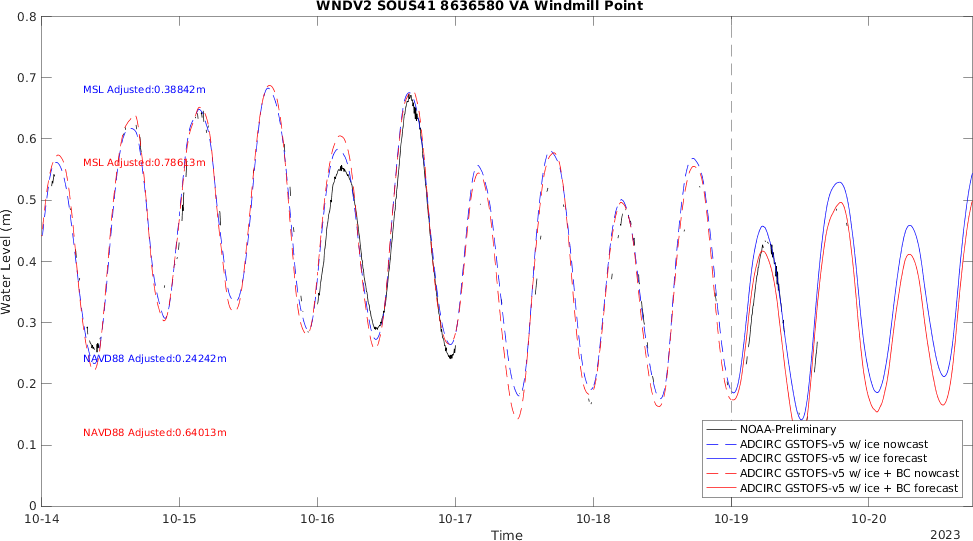 WNDV2 SOUS41 8636580 VA Windmill Point
0.8
0.7
0.6
0.5
0.4
0.3
0.2
0.1
0
Water Level (m)
MSL Adjusted:0.38842m
MSL Adjusted:0.78613m
NAVD88 Adjusted:0.24242m
NAVD88 Adjusted:0.64013m
NOAA-Preliminary
ADCIRC GSTOFS-v5 w/ ice nowcast
ADCIRC GSTOFS-v5 w/ ice forecast
ADCIRC GSTOFS-v5 w/ ice + BC nowcast
ADCIRC GSTOFS-v5 w/ ice + BC forecast
10-14 10-15 10-16 10-17 10-18 10-19 10-20
Time
2023